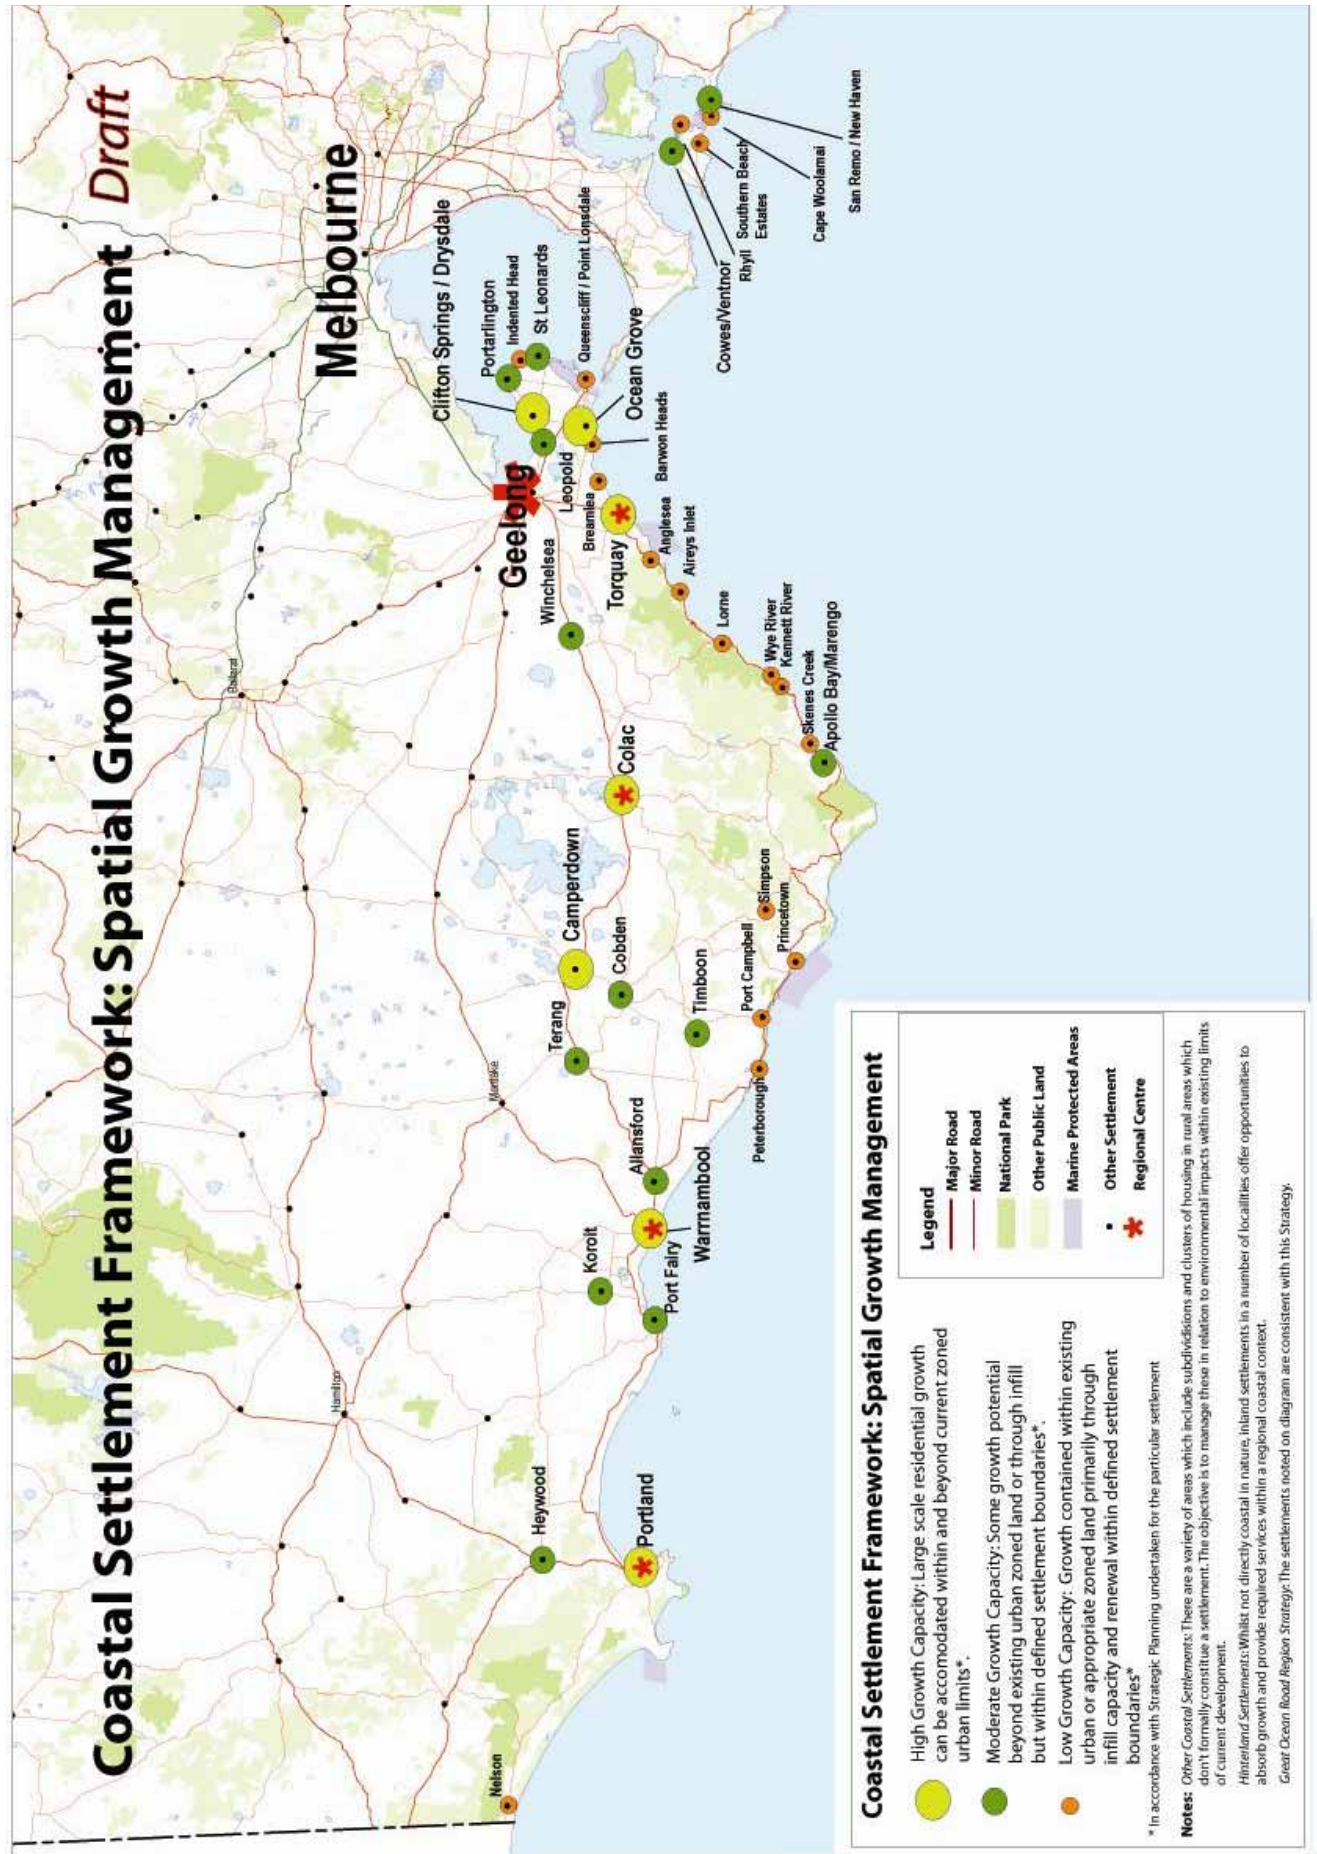 Coastal Settlement Framework: Spatial Growth Management
Draft
Melbourne
Ballarat
Mortlake
Hamilton
Geelong
Clifton Springs / Drysdale
Portarlington
Indented Head
St Leonards
Queenscliff / Point Lonsdale
Ocean Grove
Barwon Heads
Leopold
Breamlea
Torquay
Anglesea
Aireys Inlet
Lorne
Wye River
Kennett River
Skenes Creek
Apollo Bay/Marengo
Winchelsea
Colac
Camperdown
Cobden
Terang
Timboon
Simpson
Princetown
Port Campbell
Peterborough
Allansford
Warrnambool
Koroit
Port Fairy
Heywood
Portland
Nelson
Cowes/Ventnor
Rhyll
Southern Beach
Estates
Cape Woolamai
San Remo / New Haven
Coastal Settlement Framework: Spatial Growth Management
High Growth Capacity: Large scale residential growth
can be accomodated within and beyond current zoned
urban limits*.
Moderate Growth Capacity: Some growth potential
beyond existing urban zoned land or through infill
but within defined settlement boundaries*.
Low Growth Capacity: Growth contained within existing
urban or appropriate zoned land primarily through
infill capacity and renewal within defined settlement
boundaries*
* In accordance with Strategic Planning undertaken for the particular settlement
Legend
Major Road
Minor Road
National Park
Other Public Land
Marine Protected Areas
Other Settlement
Regional Centre
Notes: Other Coastal Settlements: There are a variety of areas which include subdividisions and clusters of housing in rural areas which
don't formally constitute a settlement. The objective is to manage these in relation to environmental impacts within existing limits
of current development.
Hinterland Settlements: Whilst not directly coastal in nature, inland settlements in a number of localilities offer opportunities to
absorb growth and provide required services within a regional coastal context.
Great Ocean Road Region Strategy: The settlements noted on diagram are consistent with this Strategy.